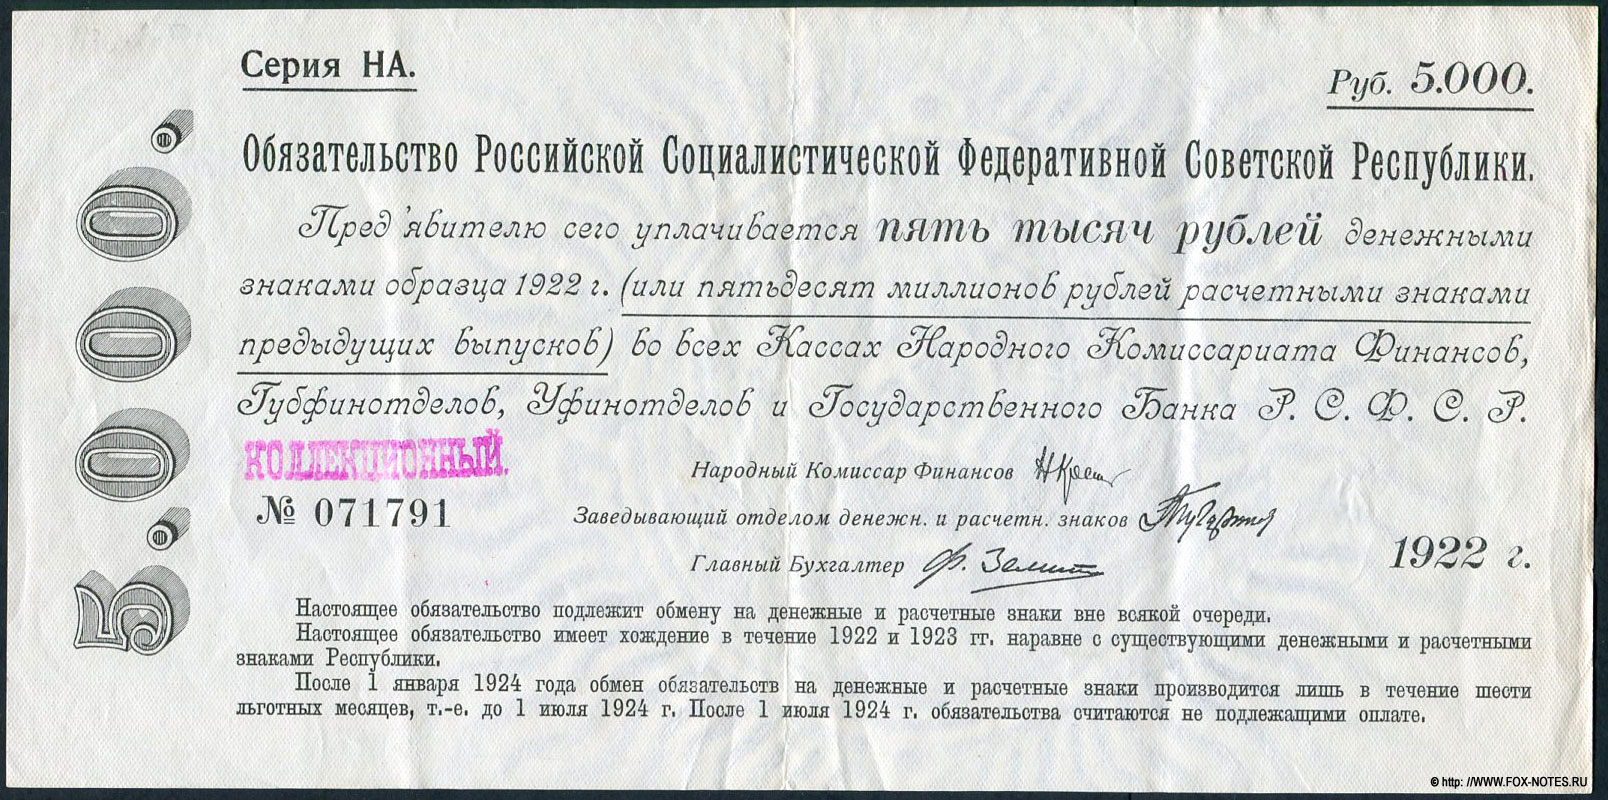 Серия НА.
Руб. 5.000.
5.000.
Обязательство Российской Социалистической Федеративной Советской Республики.
Пред'явителю сего уплачивается пять тысяч рублей денежными
знаками образца 1922 г. (или пятьдесят миллионов рублей расчетными знаками
предыдущих выпусков) во всех Кассах Народного Комиссариата Финансов,
Губфинотделов, Уфинотделов и Государственного Банка Р. С. Ф. С. Р.
КОЛЛЕКЦИОННЫЙ.
№ 071791
Народный Комиссар Финансов
Заведывающий отделом денежн. и расчетн. знаков
Главный Бухгалтер
1922 г.
Настоящее обязательство подлежит обмену на денежные и расчетные знаки вне всякой очереди.
Настоящее обязательство имеет хождение в течение 1922 и 1923 гг. наравне с существующими денежными и расчетными
знаками Республики.
После 1 января 1924 года обмен обязательств на денежные и расчетные знаки производится лишь в течение шести
льготных месяцев, т.-е. до 1 июля 1924 г. После 1 июля 1924 г. обязательства считаются не подлежащими оплате.
© http: //WWW.FOX-NOTES.RU